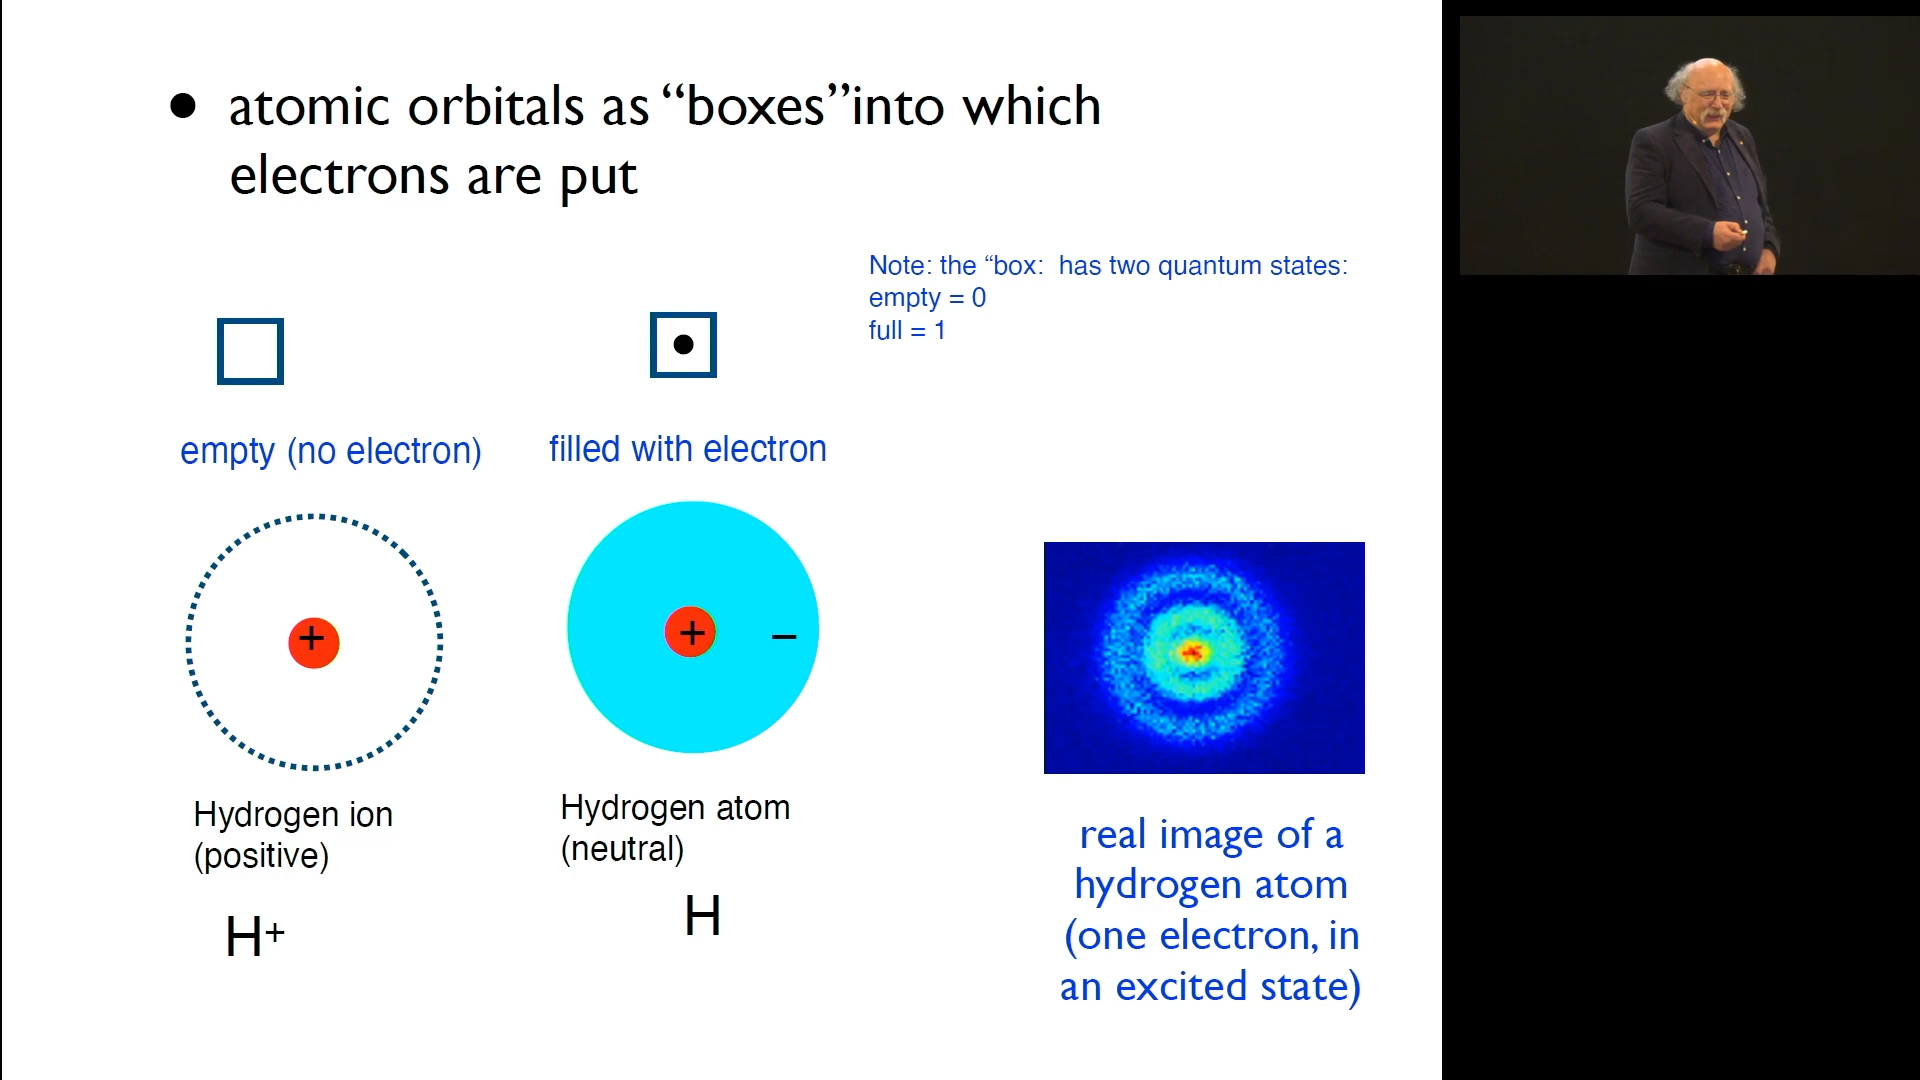 ● atomic orbitals as “boxes”into which
electrons are put
Note: the “box:  has two quantum states:
empty = 0
full = 1
empty (no electron)
filled with electron
+
+ –
Hydrogen ion
(positive)
H+
Hydrogen atom
(neutral)
H
real image of a
hydrogen atom
(one electron, in
an excited state)